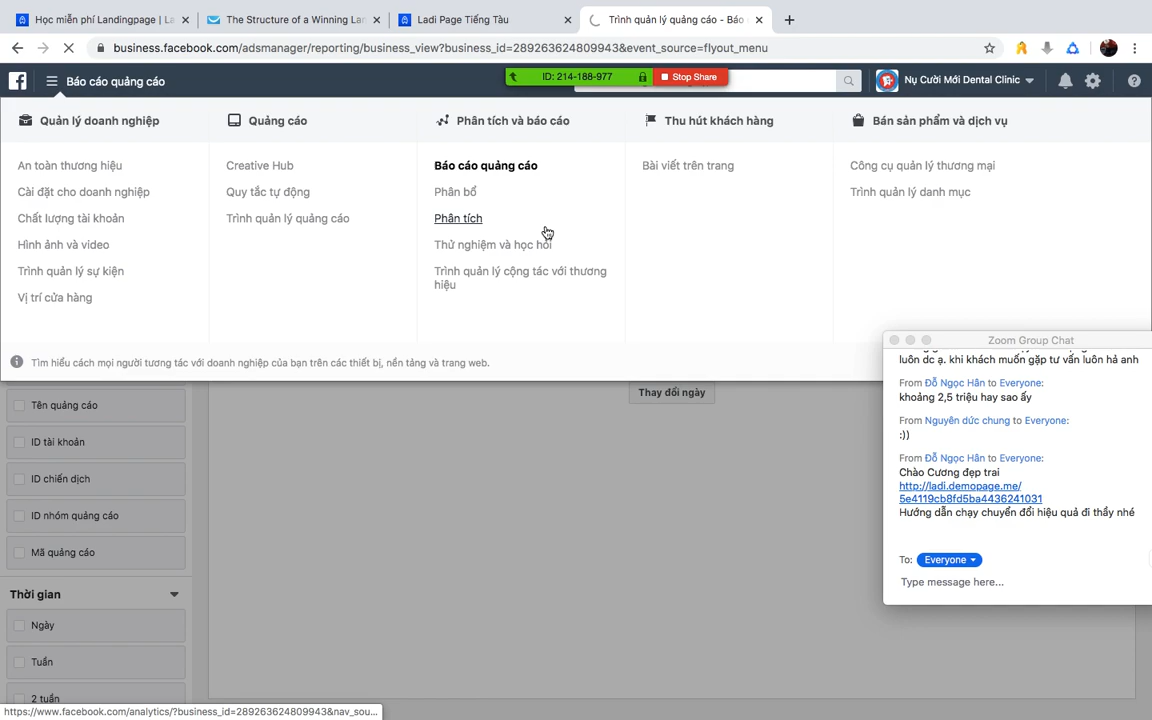 Học miễn phí Landingpage | La
The Structure of a Winning Lan
Ladi Page Tiếng Tàu
Trình quản lý quảng cáo - Báo
business.facebook.com/adsmanager/reporting/business_view?business_id=289263624809943&event_source=flyout_menu
Báo cáo quảng cáo
ID: 214-188-977
Stop Share
Nụ Cười Mới Dental Clinic
Quản lý doanh nghiệp
An toàn thương hiệu
Cài đặt cho doanh nghiệp
Chất lượng tài khoản
Hình ảnh và video
Trình quản lý sự kiện
Vị trí cửa hàng
Quảng cáo
Creative Hub
Quy tắc tự động
Trình quản lý quảng cáo
Phân tích và báo cáo
Báo cáo quảng cáo
Phân bổ
Phân tích
Thử nghiệm và học hỏi
Trình quản lý cộng tác với thương
hiệu
Thu hút khách hàng
Bài viết trên trang
Bán sản phẩm và dịch vụ
Công cụ quản lý thương mại
Trình quản lý danh mục
Tìm hiểu cách mọi người tương tác với doanh nghiệp của bạn trên các thiết bị, nền tảng và trang web.
Tên quảng cáo
ID tài khoản
ID chiến dịch
ID nhóm quảng cáo
Mã quảng cáo
Thời gian
Ngày
Tuần
2 tuần
Thay đổi ngày
Zoom Group Chat
luôn dc ạ. khi khách muốn gặp tư vấn luôn hả anh
From Đỗ Ngọc Hân to Everyone:
khoảng 2,5 triệu hay sao ấy
From Nguyên dức chung to Everyone:
:))
From Đỗ Ngọc Hân to Everyone:
Chào Cương đẹp trai
http://ladi.demopage.me/
5e4119cb8fd5ba4436241031
Hướng dẫn chạy chuyển đổi hiệu quả đi thầy nhé
To: Everyone
Type message here...
https://www.facebook.com/analytics/?business_id=289263624809943&nav_sou...